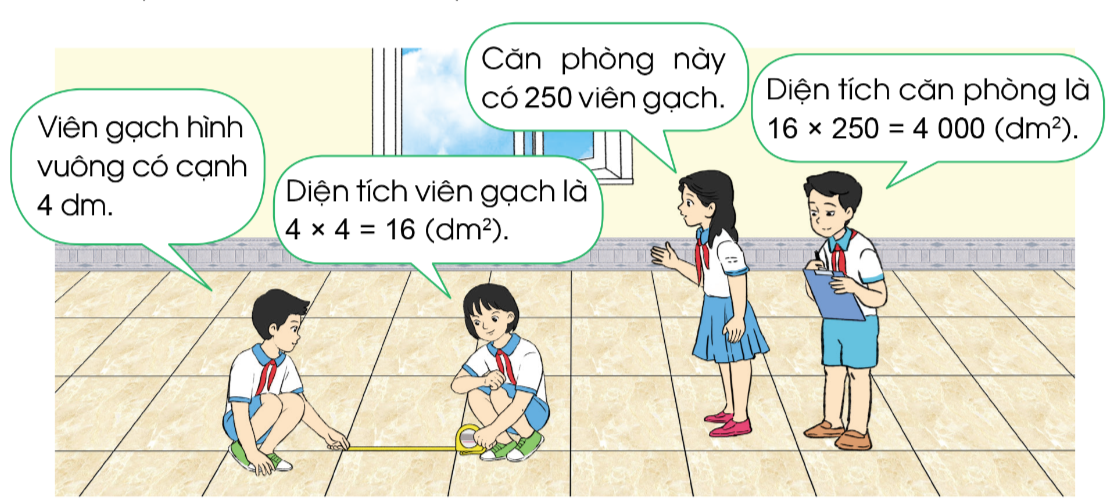 Viên gạch hình
vuông có cạnh
4 dm.
Diện tích viên gạch là
4 × 4 = 16 (dm²).
Căn phòng này
có 250 viên gạch.
Diện tích căn phòng là
16 × 250 = 4 000 (dm²).